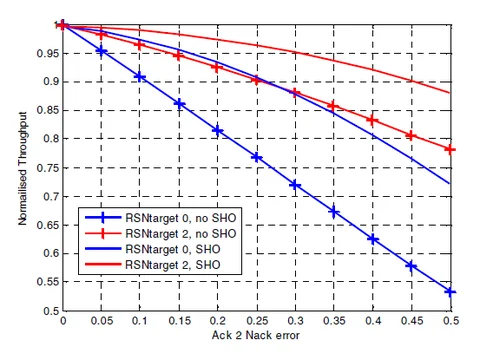 1
0.95
0.9
0.85
0.8
0.75
0.7
0.65
0.6
0.55
0.5
Normailsed Throughput
RSNtarget 0, no SHO
RSNtarget 2, no SHO
RSNtarget 0, SHO
RSNtarget 2, SHO
0 0.05 0.1 0.15 0.2 0.25 0.3 0.35 0.4 0.45 0.5
Ack 2 Nack error